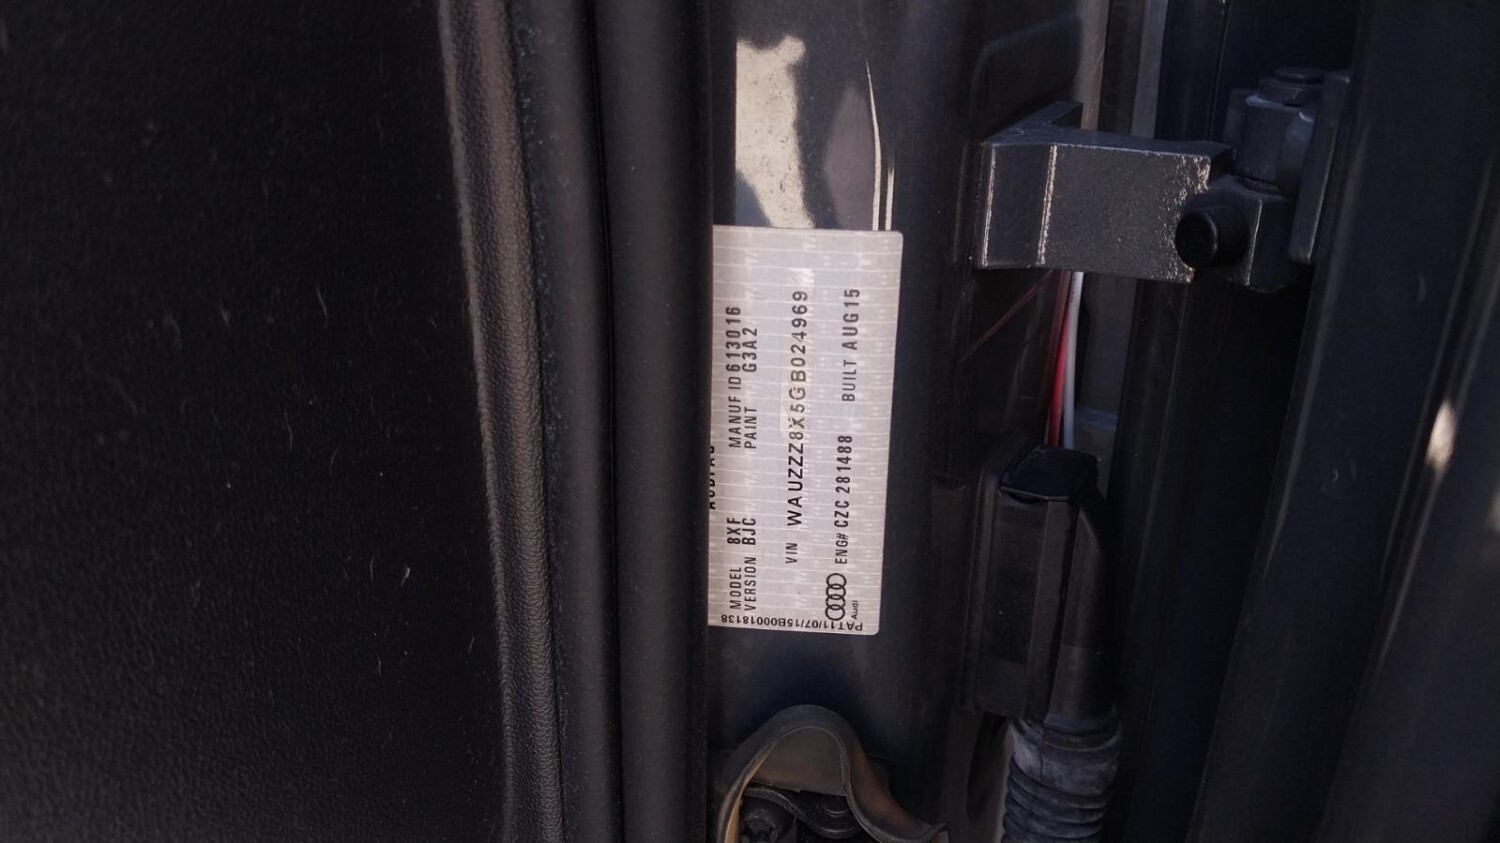 MODEL 8XF MANUF ID 613016
VERSION BJC PAINT G3A2
VIN WAUZZZ8X5GB024969
ENG# CZC 281488 BUILT AUG15
Audi
PAT11/07/15B00018138